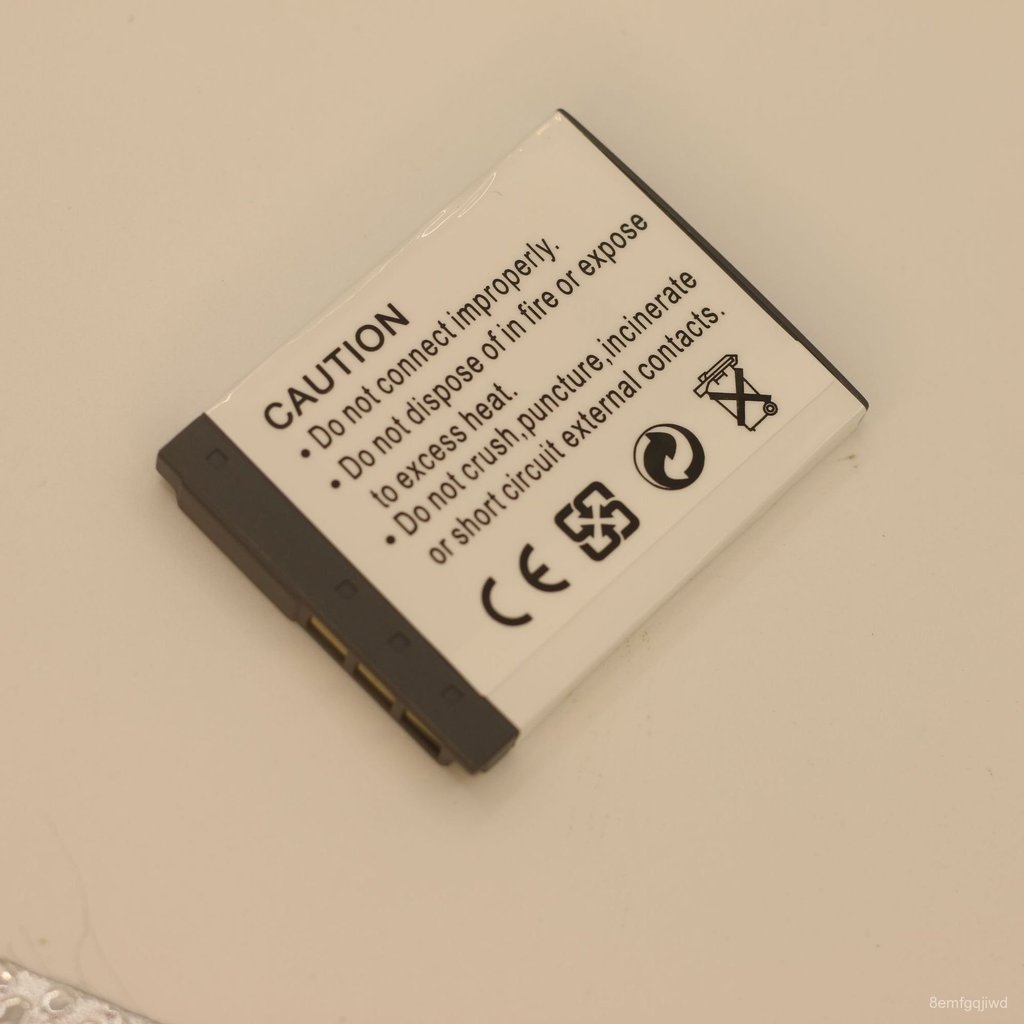 CAUTION
• Do not connect improperly.
• Do not dispose of in fire or expose
to excess heat.
• Do not crush,puncture,incinerate
or short circuit external contacts.
CE
8emfgqjiwd